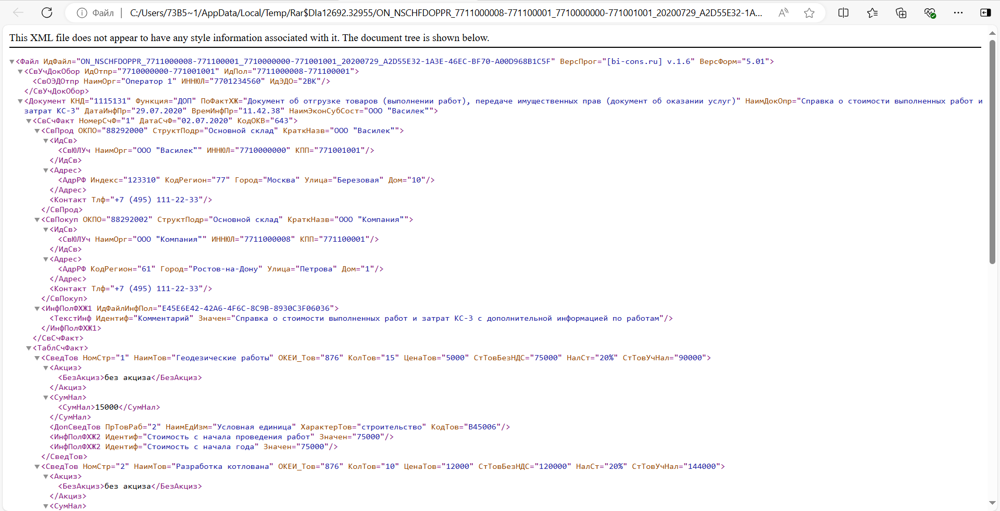 Файл
C:/Users/73B5~1/AppData/Local/Temp/Rar$DIa12692.32955/ON_NSCHFDOPPR_7711000008-771100001_7710000000-771001001_20200729_A2D55E32-1A...
This XML file does not appear to have any style information associated with it. The document tree is shown below.
<Файл ИдФайл="ON_NSCHFDOPPR_7711000008-771100001_7710000000-771001001_20200729_A2D55E32-1A3E-46EC-BF70-A00D968B1C5F" ВерсПрог="[bi-cons.ru] v.1.6" ВерсФорм="5.01">
<СвУчДокОбор ИдОтпр="7710000000-771001001" ИдПол="7711000008-771100001">
<СвОЭДОтпр НаимОрг="Оператор 1" ИННЮЛ="7701234560" ИдЭДО="2BK"/>
</СвУчДокОбор>
<Документ КНД="1115131" Функция="ДОП" ПоФактХЖ="Документ об отгрузке товаров (выполнении работ), передаче имущественных прав (документ об оказании услуг)" НаимДокОпр="Справка о стоимости выполненных работ и
затрат КС-3" ДатаИнфПр="29.07.2020" ВремИнфПр="11.42.38" НаимЭконСубСост="ООО "Василек"">
<СвСчФакт НомерСчФ="1" ДатаСчФ="02.07.2020" КодОКВ="643">
<СвПрод ОКПО="88292000" СтруктПодр="Основной склад" КраткНазв="ООО "Василек"">
<ИдСв>
<СвЮЛУч НаимОрг="ООО "Василек"" ИННЮЛ="7710000000" КПП="771001001"/>
</ИдСв>
<Адрес>
<АдрРФ Индекс="123310" КодРегион="77" Город="Москва" Улица="Березовая" Дом="10"/>
</Адрес>
<Контакт Тлф="+7 (495) 111-22-33"/>
</СвПрод>
<СвПокуп ОКПО="88292002" СтруктПодр="Основной склад" КраткНазв="ООО "Компания"">
<ИдСв>
<СвЮЛУч НаимОрг="ООО "Компания"" ИННЮЛ="7711000008" КПП="771100001"/>
</ИдСв>
<Адрес>
<АдрРФ КодРегион="61" Город="Ростов-на-Дону" Улица="Петрова" Дом="1"/>
</Адрес>
<Контакт Тлф="+7 (495) 111-22-33"/>
</СвПокуп>
<ИнфПолФХЖ1 ИдФайлИнфПол="E45E6E42-42A6-4F6C-8C9B-8930C3F06036">
<ТекстИнф Идентиф="Комментарий" Значен="Справка о стоимости выполненных работ и затрат КС-3 с дополнительной информацией по работам"/>
</ИнфПолФХЖ1>
</СвСчФакт>
<ТаблСчФакт>
<СведТов НомСтр="1" НаимТов="Геодезические работы" ОКЕИ_Тов="876" КолТов="15" ЦенаТов="5000" СтТовБезНДС="75000" НалСт="20%" СтТовУчНал="90000">
<Акциз>
<БезАкциз>без акциза</БезАкциз>
</Акциз>
<СумНал>
<СумНал>15000</СумНал>
</СумНал>
<ДопСведТов ПрТовРаб="2" НаимЕдИзм="Условная единица" ХарактерТов="строительство" КодТов="В45006"/>
<ИнфПолФХЖ2 Идентиф="Стоимость с начала проведения работ" Значен="75000"/>
<ИнфПолФХЖ2 Идентиф="Стоимость с начала года" Значен="75000"/>
</СведТов>
<СведТов НомСтр="2" НаимТов="Разработка котлована" ОКЕИ_Тов="876" КолТов="10" ЦенаТов="12000" СтТовБезНДС="120000" НалСт="20%" СтТовУчНал="144000">
<Акциз>
<БезАкциз>без акциза</БезАкциз>
</Акциз>
<СумНал>